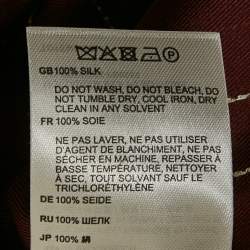 GB 100% SILK
DO NOT WASH, DO NOT BLEACH,
DO NOT TUMBLE DRY, COOL IRON, DRY
CLEAN IN ANY SOLVENT
FR 100% SOIE
NE PAS LAVER, NE PAS UTILISER
D'AGENT DE BLANCHIMENT, NE PAS
SÉCHER EN MACHINE, REPASSER À
BASSE TEMPÉRATURE, NETTOYER
À SEC, TOUT SOLVANT SAUF LE
TRICHLORÉTHYLÈNE
DE 100% SEIDE
RU 100% ШЕЛК
JP 100% 絹